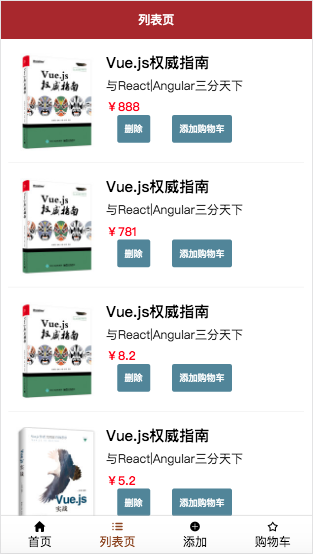 列表页
Vue.js
权威指南
Vue.js权威指南
与React|Angular三分天下
￥888
删除
添加购物车
Vue.js
权威指南
Vue.js权威指南
与React|Angular三分天下
￥781
删除
添加购物车
Vue.js
权威指南
Vue.js权威指南
与React|Angular三分天下
￥8.2
删除
添加购物车
Vue.js
实战
Vue.js权威指南
与React|Angular三分天下
￥5.2
删除
添加购物车
首页
列表页
添加
购物车